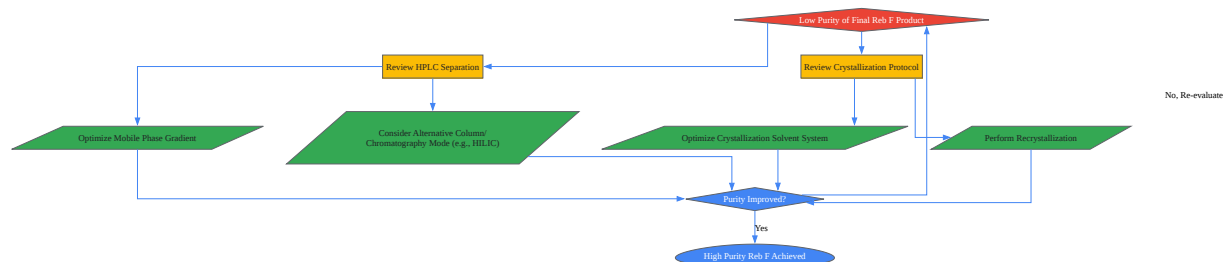 Low Purity of Final Reb F Product
Review HPLC Separation
Review Crystallization Protocol
No, Re-evaluate
Optimize Mobile Phase Gradient
Consider Alternative Column/
Chromatography Mode (e.g., HILIC)
Optimize Crystallization Solvent System
Perform Recrystallization
Purity Improved?
Yes
High Purity Reb F Achieved